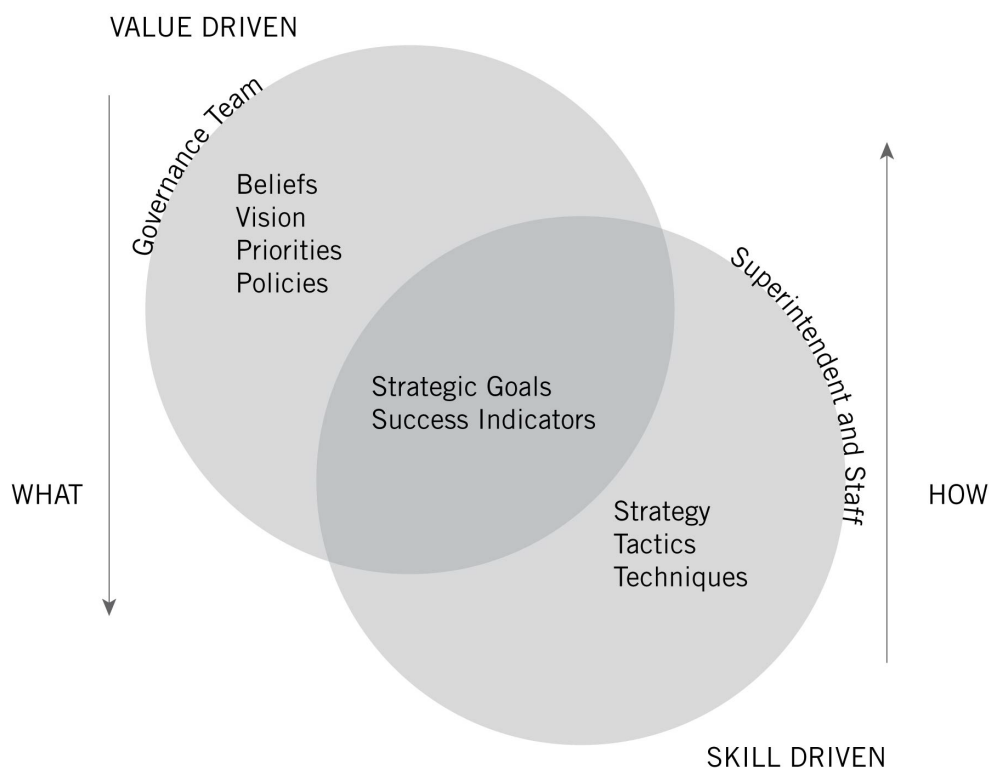 VALUE DRIVEN
Governance Team
Beliefs
Vision
Priorities
Policies
Superintendent and Staff
Strategic Goals
Success Indicators
WHAT
HOW
Strategy
Tactics
Techniques
SKILL DRIVEN